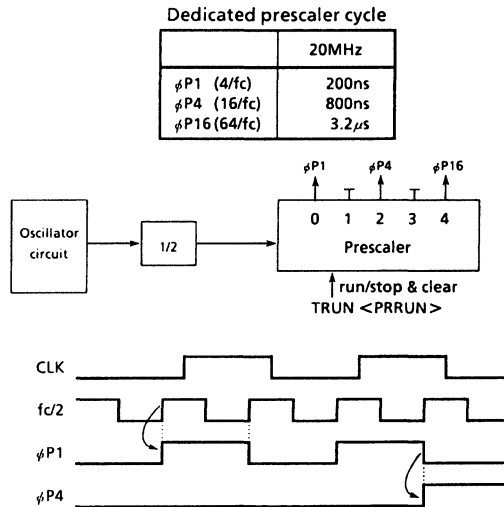 Dedicated prescaler cycle
20MHz
φP1 (4/fc) 200ns
φP4 (16/fc) 800ns
φP16 (64/fc) 3.2μs
φP1 φP4 φP16
0 1 2 3 4
Prescaler
Oscillator
circuit
1/2
run/stop & clear
TRUN <PRRUN>
CLK
fc/2
φP1
φP4